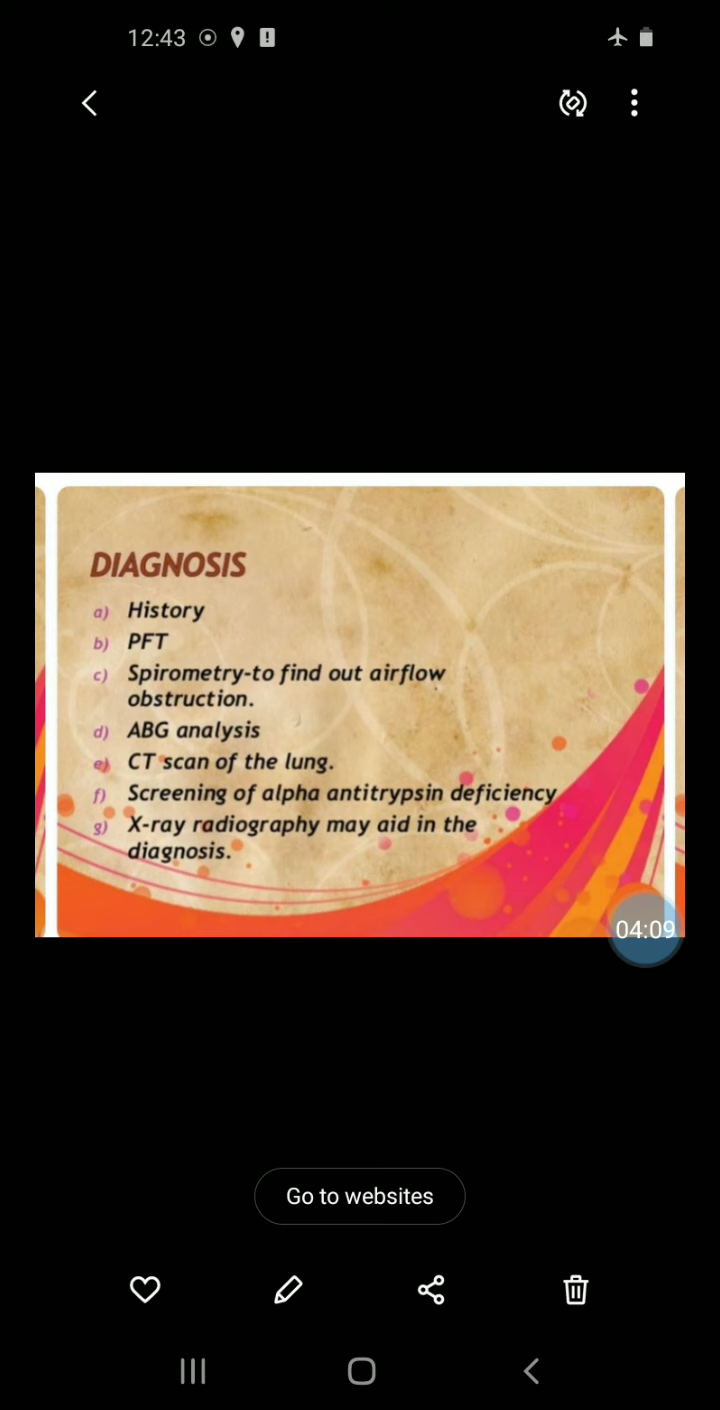 12:43
DIAGNOSIS
a) History
b) PFT
c) Spirometry-to find out airflow
obstruction.
d) ABG analysis
e) CT scan of the lung.
f) Screening of alpha antitrypsin deficiency
g) X-ray radiography may aid in the
diagnosis.
04:09
Go to websites